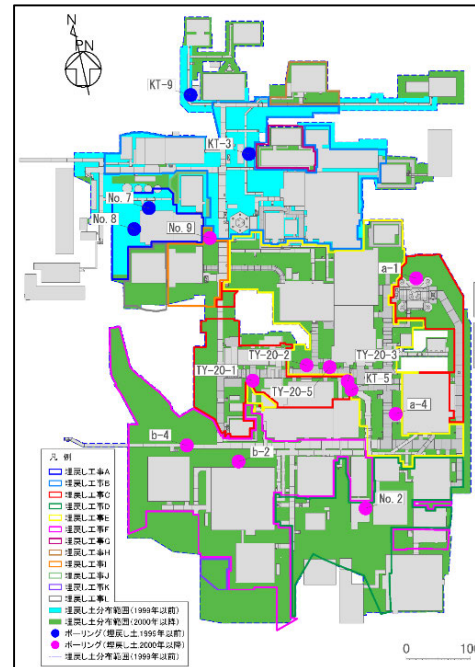 N
PN
KT-9
KT-3
No. 7
No. 8
No. 9
a-1
TY-20-2
TY-20-3
TY-20-1
KT-5
TY-20-5
a-4
b-4
b-2
No. 2
凡 例
埋戻し工事A
埋戻し工事B
埋戻し工事C
埋戻し工事D
埋戻し工事E
埋戻し工事F
埋戻し工事G
埋戻し工事H
埋戻し工事I
埋戻し工事J
埋戻し工事K
埋戻し工事L
埋戻し土分布範囲(1999年以前)
埋戻し土分布範囲(2000年以降)
ボーリング(埋戻し土,1999年以前)
ボーリング(埋戻し土,2000年以降)
埋戻し土分布範囲(1999年以前)
0